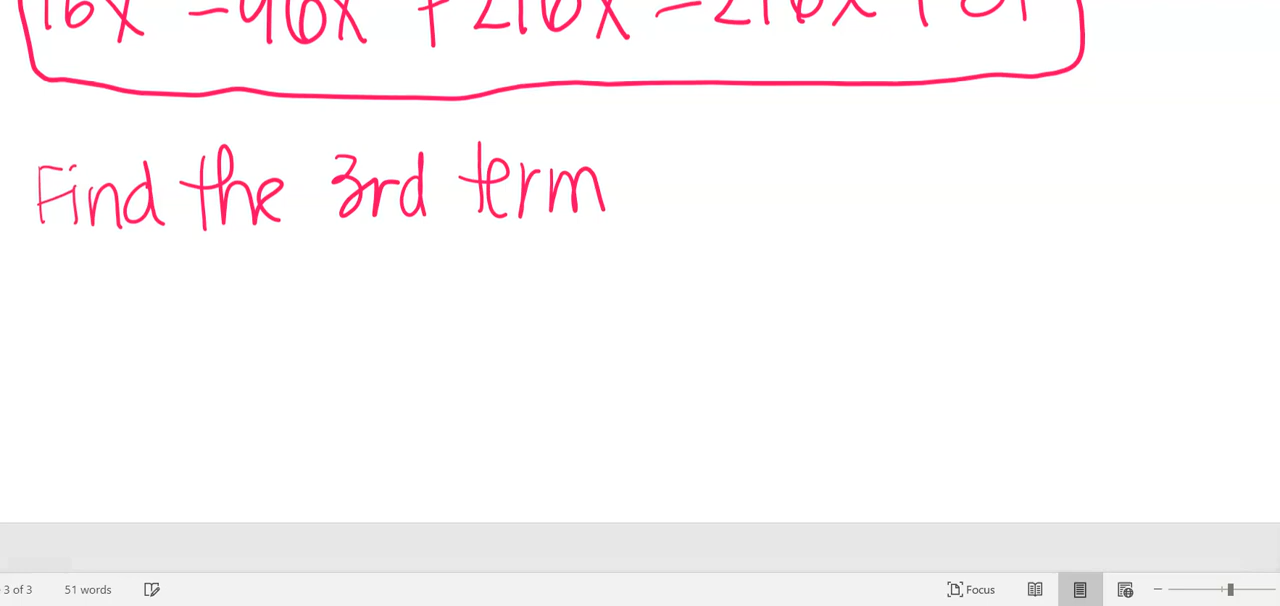 16x - 96x + 216x - 216x + 81
Find the 3rd term
3 of 3 51 words Focus